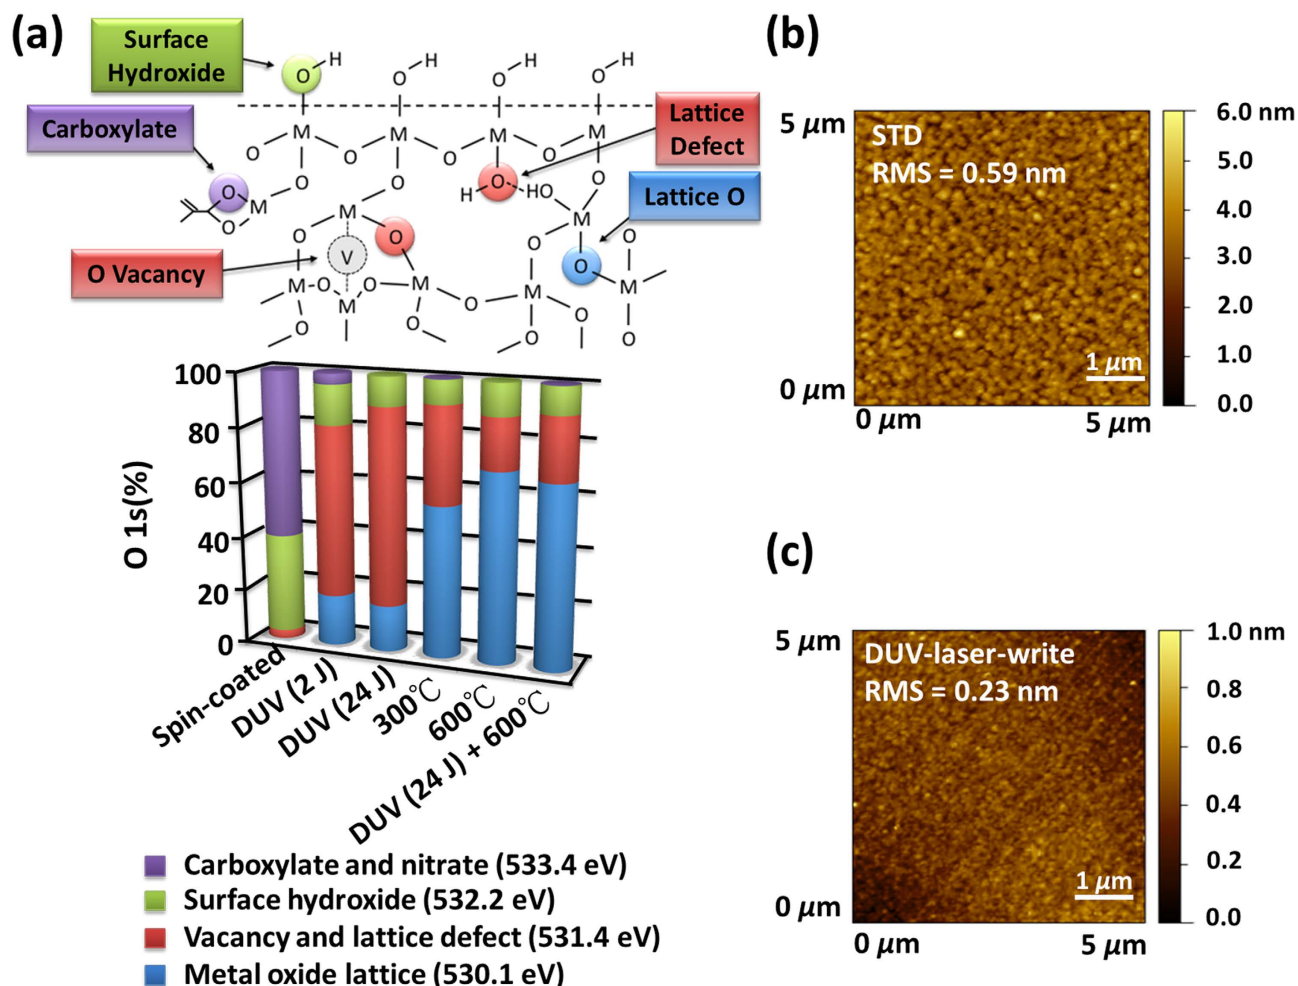 (a)
Surface
Hydroxide
Carboxylate
O Vacancy
Lattice
Defect
Lattice O
O H
O H
O H
O H
M M M M
O O O O
O O O
O M
O
H O HO
M O V
M
O O
M O M O M O M O M
O O O O O
O 1s(%)
100
80
60
40
20
0
Spin-coated
DUV (2 J)
DUV (24 J)
300℃
600℃
DUV (24 J) + 600℃
Carboxylate and nitrate (533.4 eV)
Surface hydroxide (532.2 eV)
Vacancy and lattice defect (531.4 eV)
Metal oxide lattice (530.1 eV)
(b)
5 µm
STD
RMS = 0.59 nm
1 µm
0 µm
0 µm
5 µm
6.0 nm
5.0
4.0
3.0
2.0
1.0
0.0
(c)
5 µm
DUV-laser-write
RMS = 0.23 nm
1 µm
0 µm
0 µm
5 µm
1.0 nm
0.8
0.6
0.4
0.2
0.0